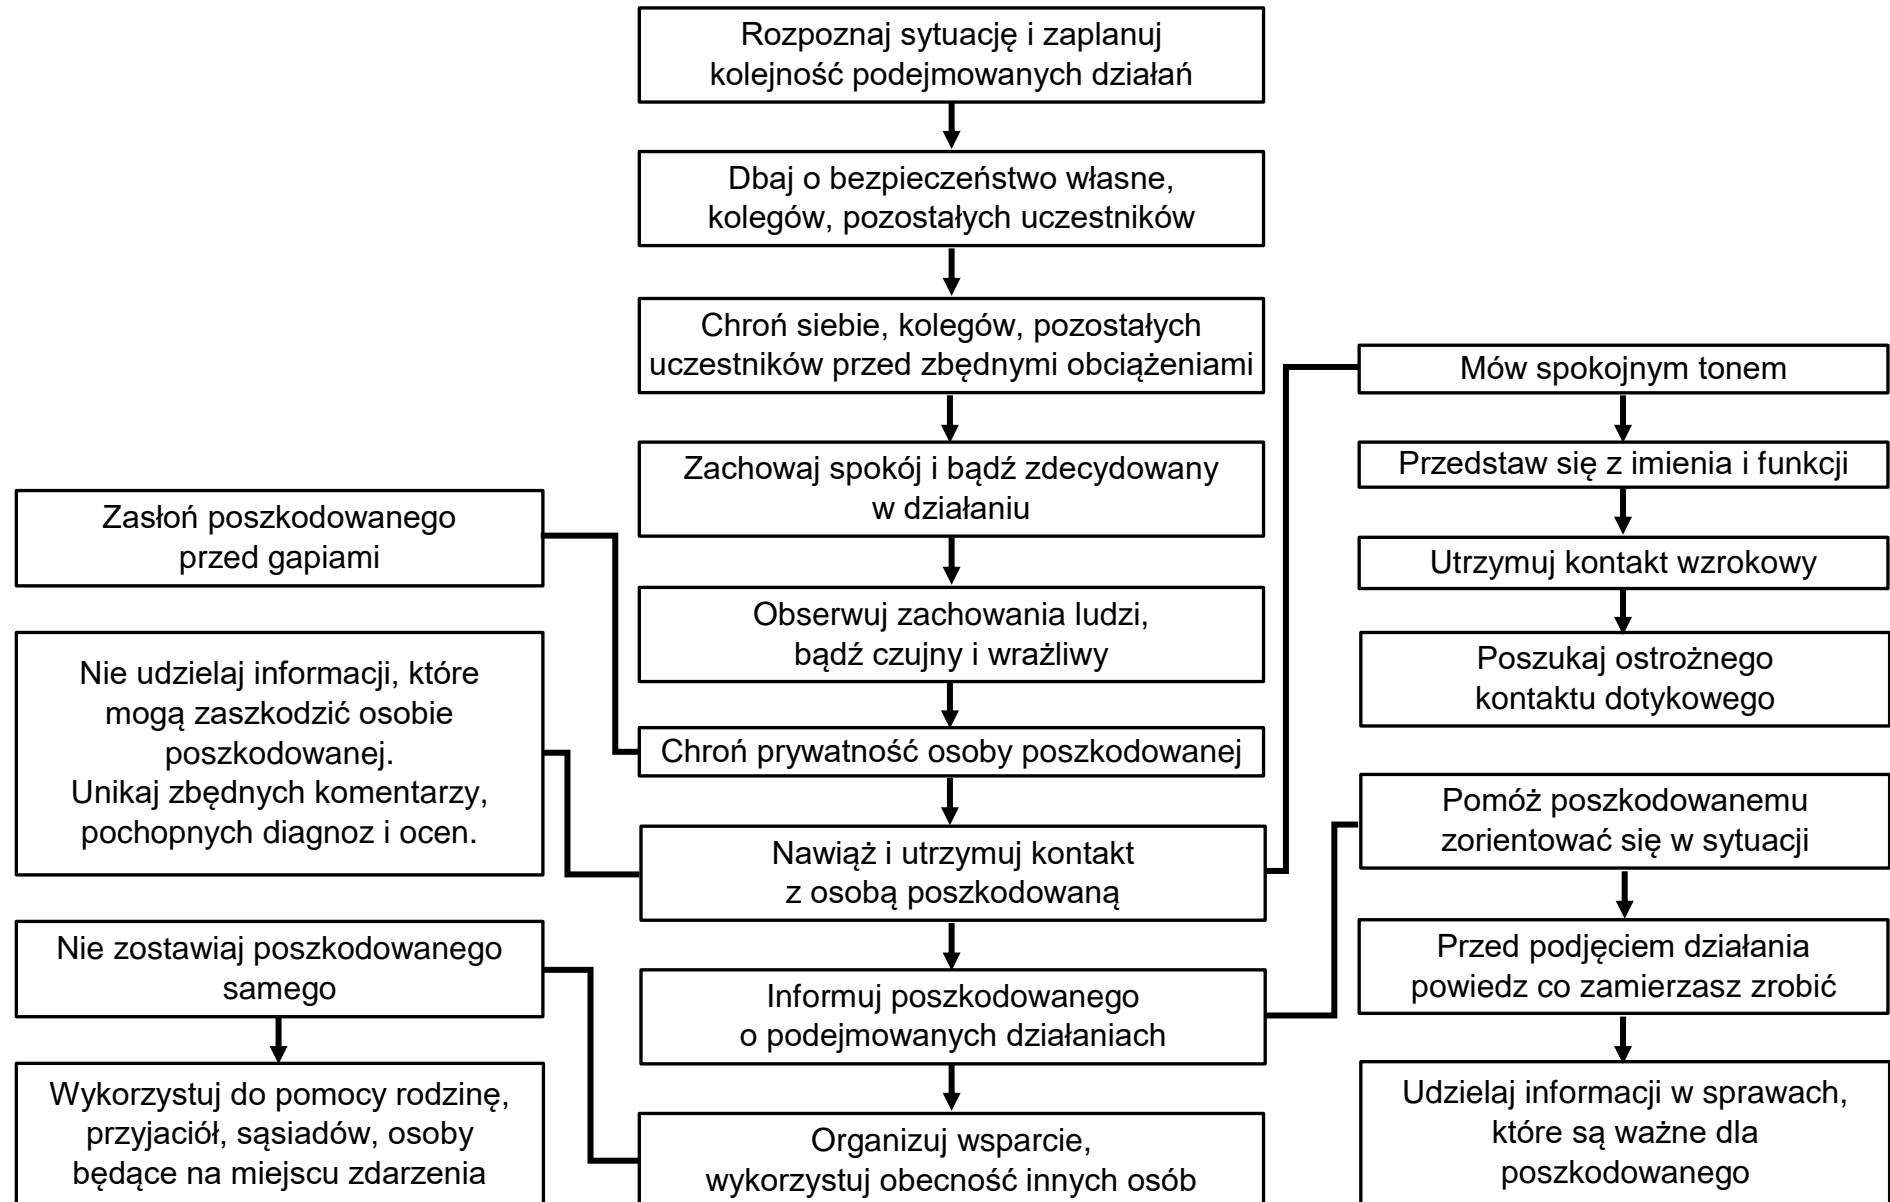 Rozpoznaj sytuację i zaplanuj
kolejność podejmowanych działań
Dbaj o bezpieczeństwo własne,
kolegów, pozostałych uczestników
Chroń siebie, kolegów, pozostałych
uczestników przed zbędnymi obciążeniami
Zachowaj spokój i bądź zdecydowany
w działaniu
Obserwuj zachowania ludzi,
bądź czujny i wrażliwy
Chroń prywatność osoby poszkodowanej
Nawiąż i utrzymuj kontakt
z osobą poszkodowaną
Informuj poszkodowanego
o podejmowanych działaniach
Organizuj wsparcie,
wykorzystuj obecność innych osób
Zasłoń poszkodowanego
przed gapiami
Nie udzielaj informacji, które
mogą zaszkodzić osobie
poszkodowanej.
Unikaj zbędnych komentarzy,
pochopnych diagnoz i ocen.
Nie zostawiaj poszkodowanego
samego
Wykorzystuj do pomocy rodzinę,
przyjaciół, sąsiadów, osoby
będące na miejscu zdarzenia
Mów spokojnym tonem
Przedstaw się z imienia i funkcji
Utrzymuj kontakt wzrokowy
Poszukaj ostrożnego
kontaktu dotykowego
Pomóż poszkodowanemu
zorientować się w sytuacji
Przed podjęciem działania
powiedz co zamierzasz zrobić
Udzielaj informacji w sprawach,
które są ważne dla
poszkodowanego